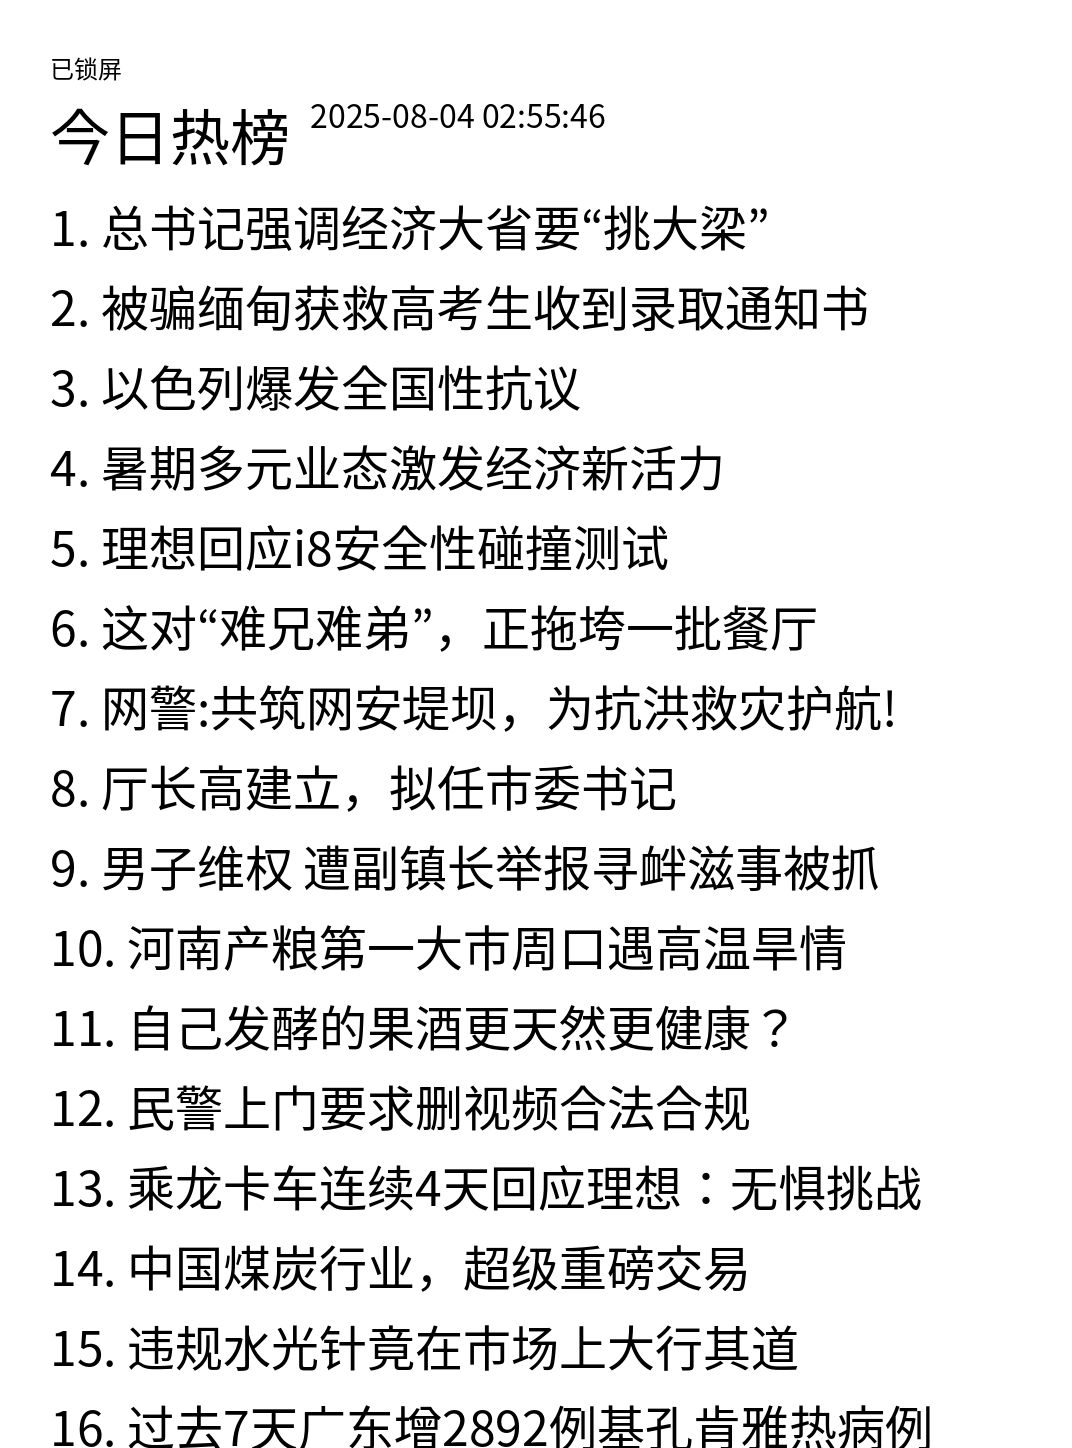 已锁屏
今日热榜 2025-08-04 02:55:46
1. 总书记强调经济大省要“挑大梁”
2. 被骗缅甸获救高考生收到录取通知书
3. 以色列爆发全国性抗议
4. 暑期多元业态激发经济新活力
5. 理想回应i8安全性碰撞测试
6. 这对“难兄难弟”，正拖垮一批餐厅
7. 网警:共筑网安堤坝，为抗洪救灾护航!
8. 厅长高建立，拟任市委书记
9. 男子维权 遭副镇长举报寻衅滋事被抓
10. 河南产粮第一大市周口遇高温旱情
11. 自己发酵的果酒更天然更健康？
12. 民警上门要求删视频合法合规
13. 乘龙卡车连续4天回应理想：无惧挑战
14. 中国煤炭行业，超级重磅交易
15. 违规水光针竟在市场上大行其道
16. 过去7天广东增2892例基孔肯雅热病例